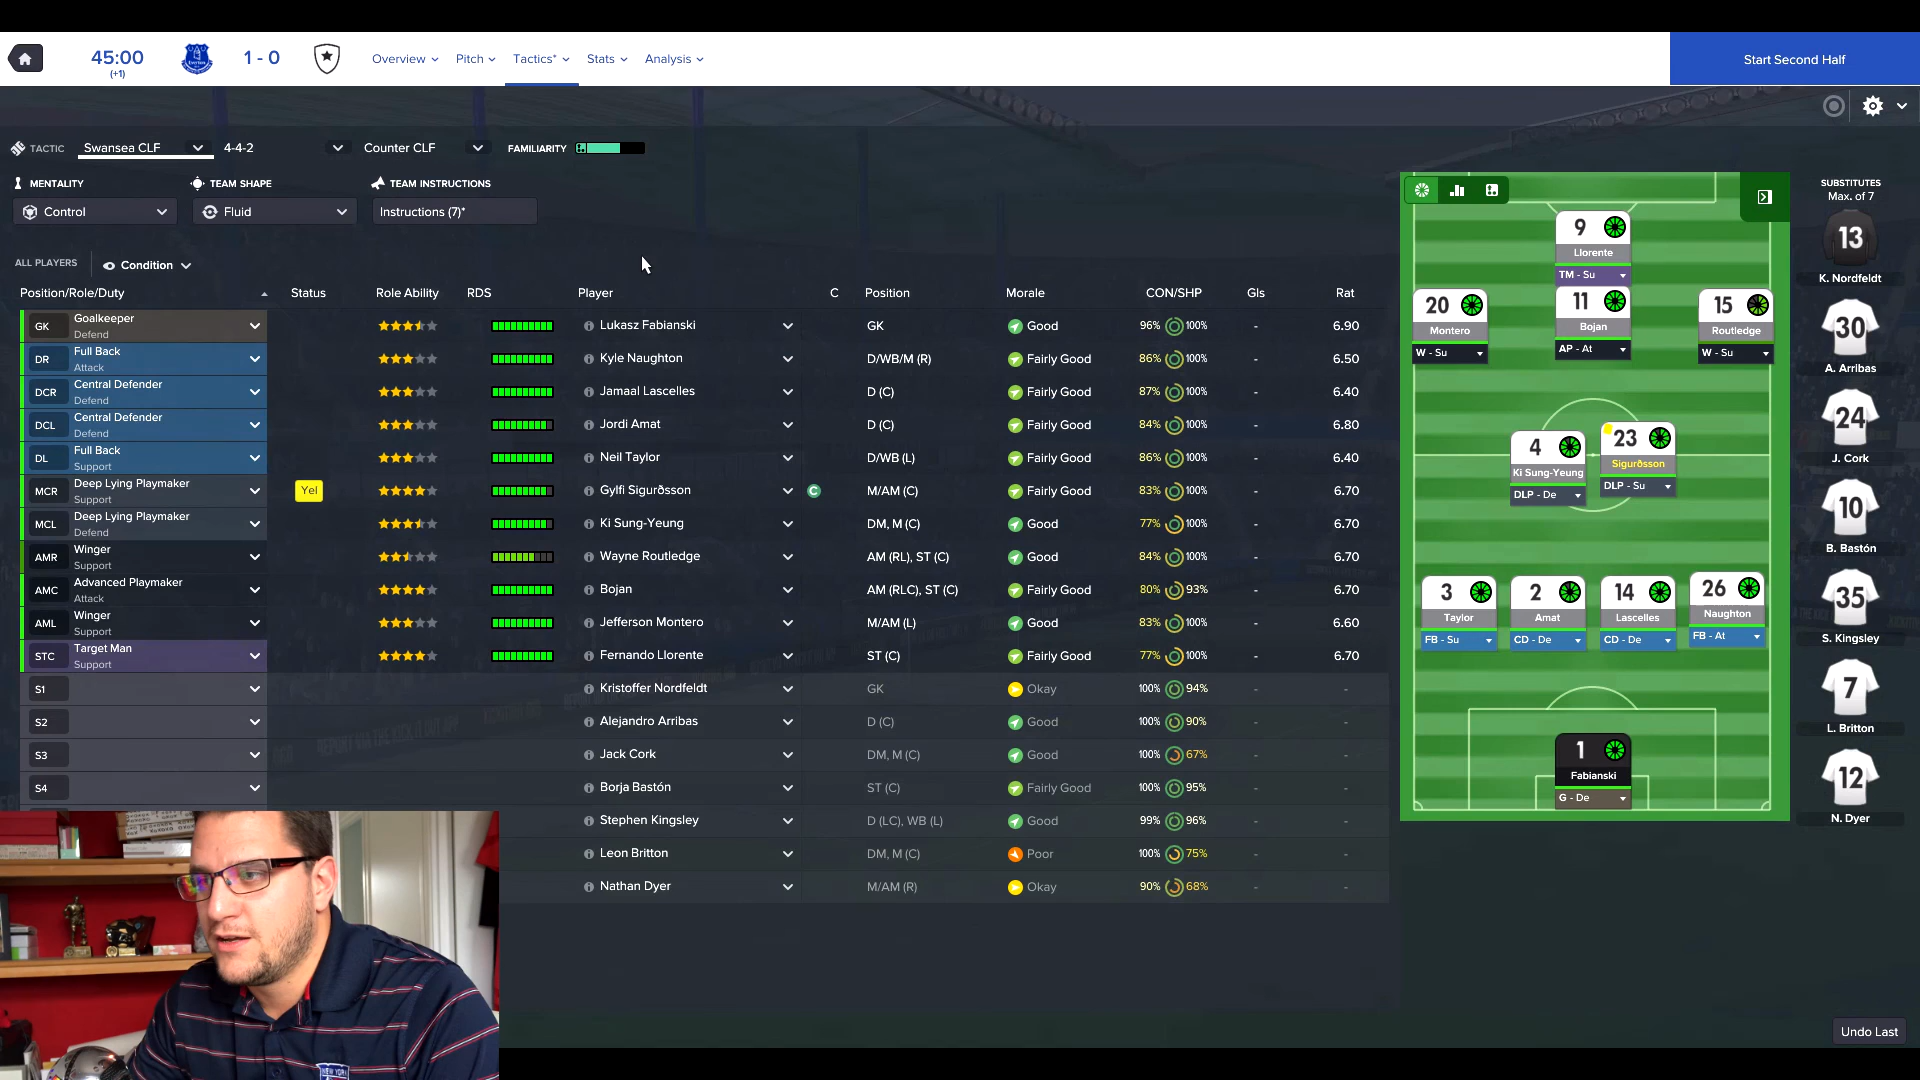 45:00
(+1)
1 - 0
Overview
Pitch
Tactics*
Stats
Analysis
Start Second Half
TACTIC
Swansea CLF
4-4-2
Counter CLF
FAMILIARITY
MENTALITY
TEAM SHAPE
TEAM INSTRUCTIONS
Control
Fluid
Instructions (7)*
ALL PLAYERS
Condition
Position/Role/Duty Status Role Ability RDS Player C Position Morale CON/SHP Gls Rat
GK Goalkeeper Defend Lukasz Fabianski GK Good 96% 100% - 6.90
DR Full Back Attack Kyle Naughton D/WB/M (R) Fairly Good 86% 100% - 6.50
DCR Central Defender Defend Jamaal Lascelles D (C) Fairly Good 87% 100% - 6.40
DCL Central Defender Defend Jordi Amat D (C) Fairly Good 84% 100% - 6.80
DL Full Back Support Neil Taylor D/WB (L) Fairly Good 86% 100% - 6.40
MCR Deep Lying Playmaker Support Yel Gylfi Sigurðsson C M/AM (C) Fairly Good 83% 100% - 6.70
MCL Deep Lying Playmaker Defend Ki Sung-Yeung DM, M (C) Good 77% 100% - 6.70
AMR Winger Support Wayne Routledge AM (RL), ST (C) Good 84% 100% - 6.70
AMC Advanced Playmaker Attack Bojan AM (RLC), ST (C) Fairly Good 80% 93% - 6.70
AML Winger Support Jefferson Montero M/AM (L) Good 83% 100% - 6.60
STC Target Man Support Fernando Llorente ST (C) Fairly Good 77% 100% - 6.70
S1 Kristoffer Nordfeldt GK Okay 100% 94% - -
S2 Alejandro Arribas D (C) Good 100% 90% - -
S3 Jack Cork DM, M (C) Good 100% 67% - -
S4 Borja Bastón ST (C) Fairly Good 100% 95% - -
Stephen Kingsley D (LC), WB (L) Good 99% 96% - -
Leon Britton DM, M (C) Poor 100% 75% - -
Nathan Dyer M/AM (R) Okay 90% 68% - -
9
Llorente
TM - Su
20
Montero
W - Su
11
Bojan
AP - At
15
Routledge
W - Su
4
Ki Sung-Yeung
DLP - De
23
Sigurðsson
DLP - Su
3
Taylor
FB - Su
2
Amat
CD - De
14
Lascelles
CD - De
26
Naughton
FB - At
1
Fabianski
G - De
SUBSTITUTES
Max. of 7
13
K. Nordfeldt
30
A. Arribas
24
J. Cork
10
B. Bastón
35
S. Kingsley
7
L. Britton
12
N. Dyer
Undo Last
NEW YORK